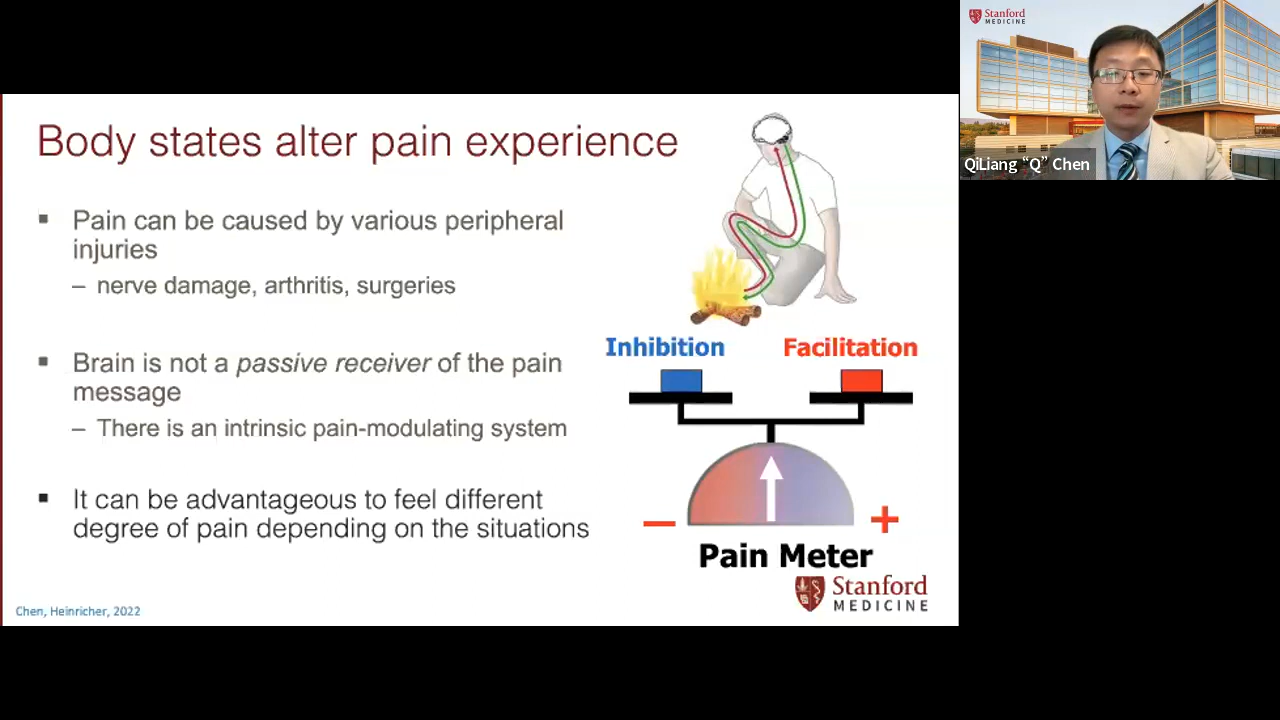 Body states alter pain experience
▪ Pain can be caused by various peripheral
injuries
– nerve damage, arthritis, surgeries
▪ Brain is not a passive receiver of the pain
message
– There is an intrinsic pain-modulating system
▪ It can be advantageous to feel different
degree of pain depending on the situations
Chen, Heinricher, 2022
Inhibition
Facilitation
– +
Pain Meter
Stanford
MEDICINE
Stanford
MEDICINE
QiLiang “Q” Chen